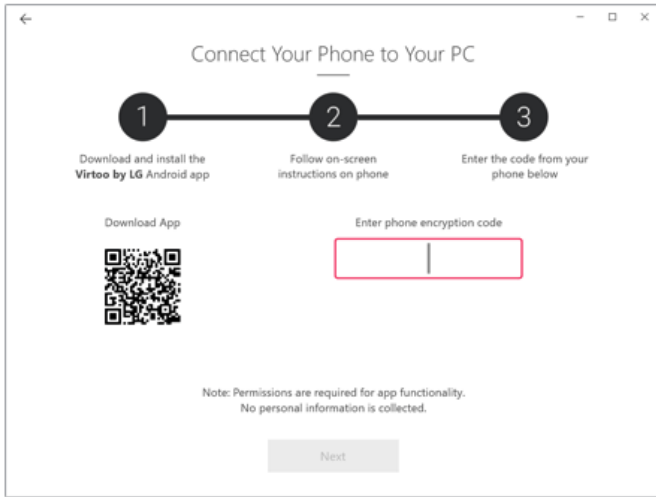 Connect Your Phone to Your PC
1
2
3
Download and install the
Virtoo by LG Android app
Follow on-screen
instructions on phone
Enter the code from your
phone below
Download App
Enter phone encryption code
Note: Permissions are required for app functionality.
No personal information is collected.
Next